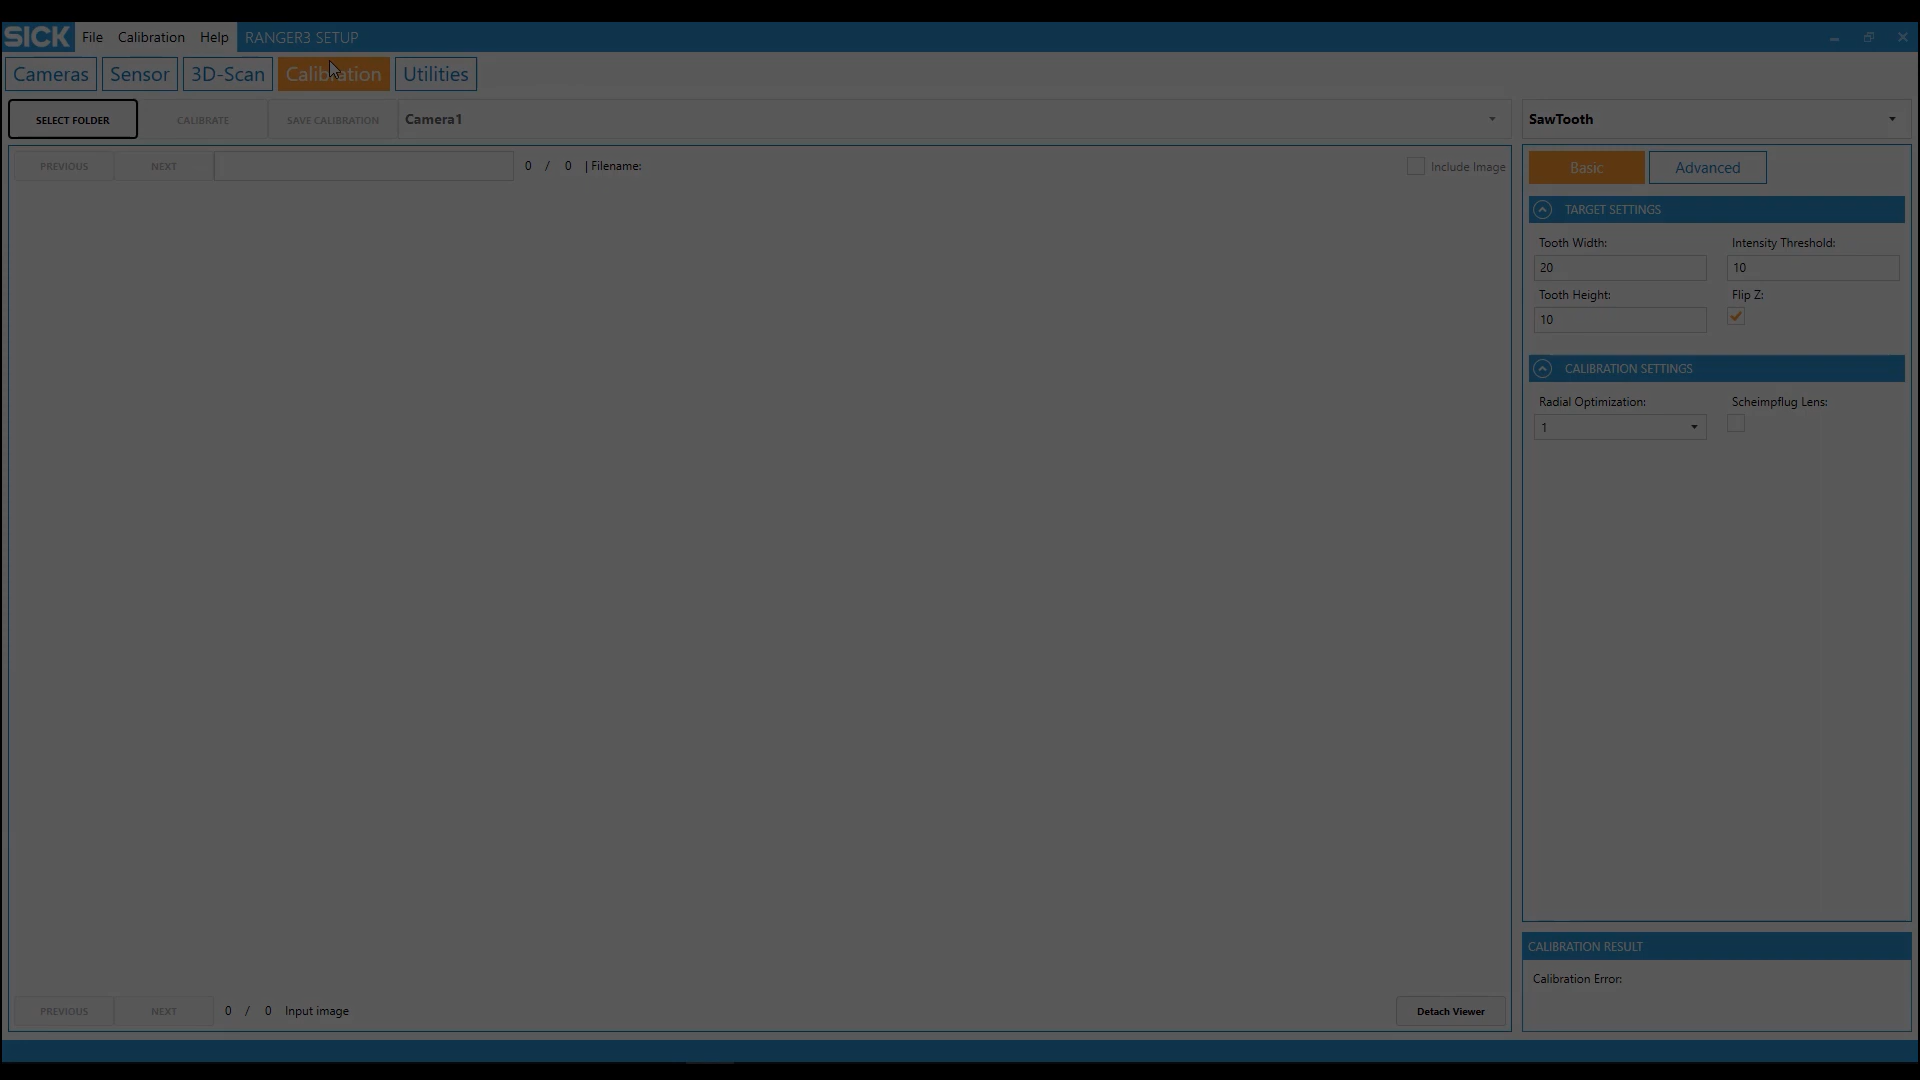 SICK File Calibration Help RANGER3 SETUP
Cameras Sensor 3D-Scan Calibration Utilities
SELECT FOLDER CALIBRATE SAVE CALIBRATION Camera1 SawTooth
PREVIOUS NEXT 0 / 0 | Filename: Include Image
Basic Advanced
TARGET SETTINGS
Tooth Width: Intensity Threshold:
20 10
Tooth Height: Flip Z:
10
CALIBRATION SETTINGS
Radial Optimization: Scheimpflug Lens:
1
CALIBRATION RESULT
Calibration Error:
PREVIOUS NEXT 0 / 0 Input image Detach Viewer